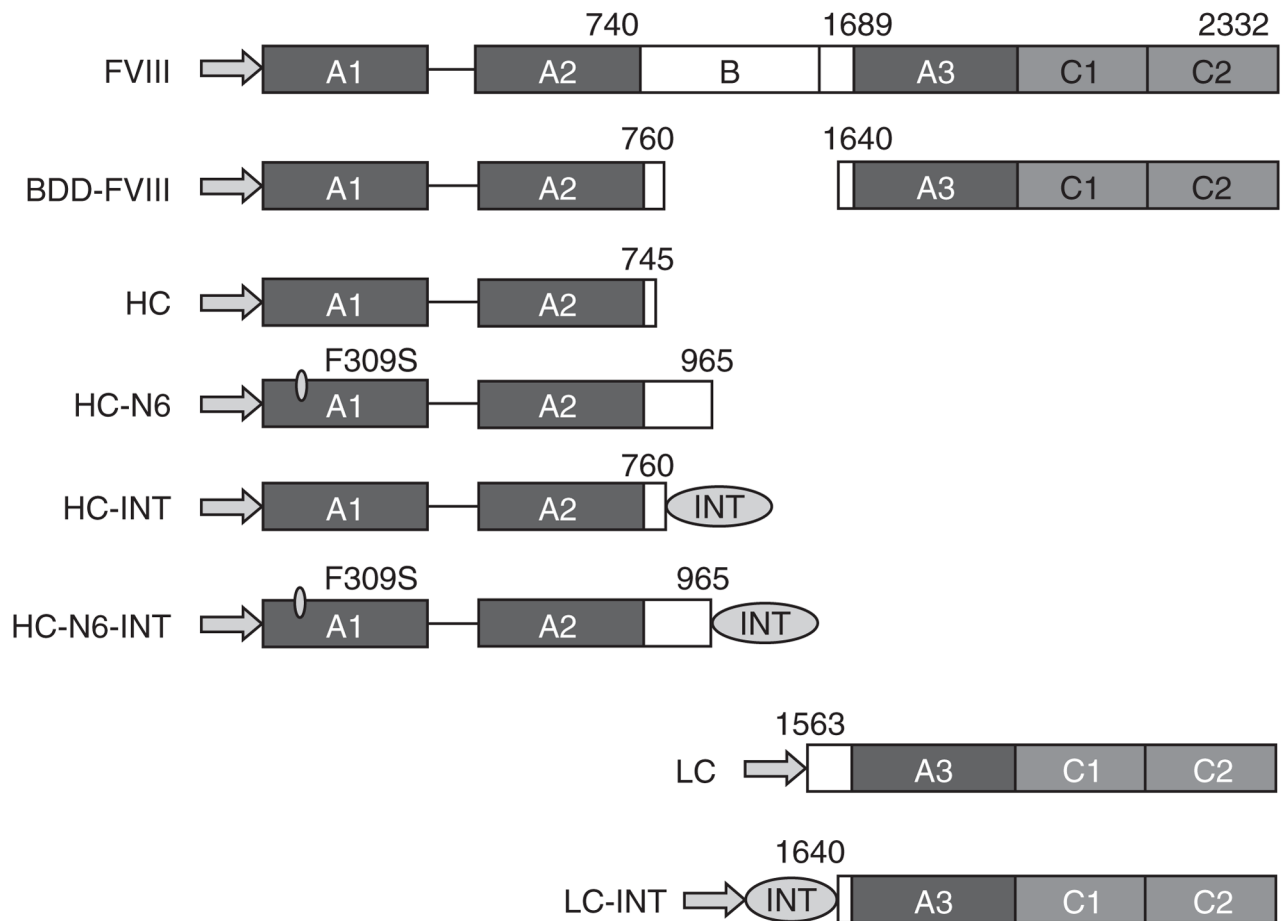 740 1689 2332
FVIII A1 A2 B A3 C1 C2
760 1640
BDD-FVIII A1 A2 A3 C1 C2
745
HC A1 A2
F309S 965
HC-N6 A1 A2
760
HC-INT A1 A2 INT
F309S 965
HC-N6-INT A1 A2 INT
1563
LC A3 C1 C2
1640
LC-INT INT A3 C1 C2